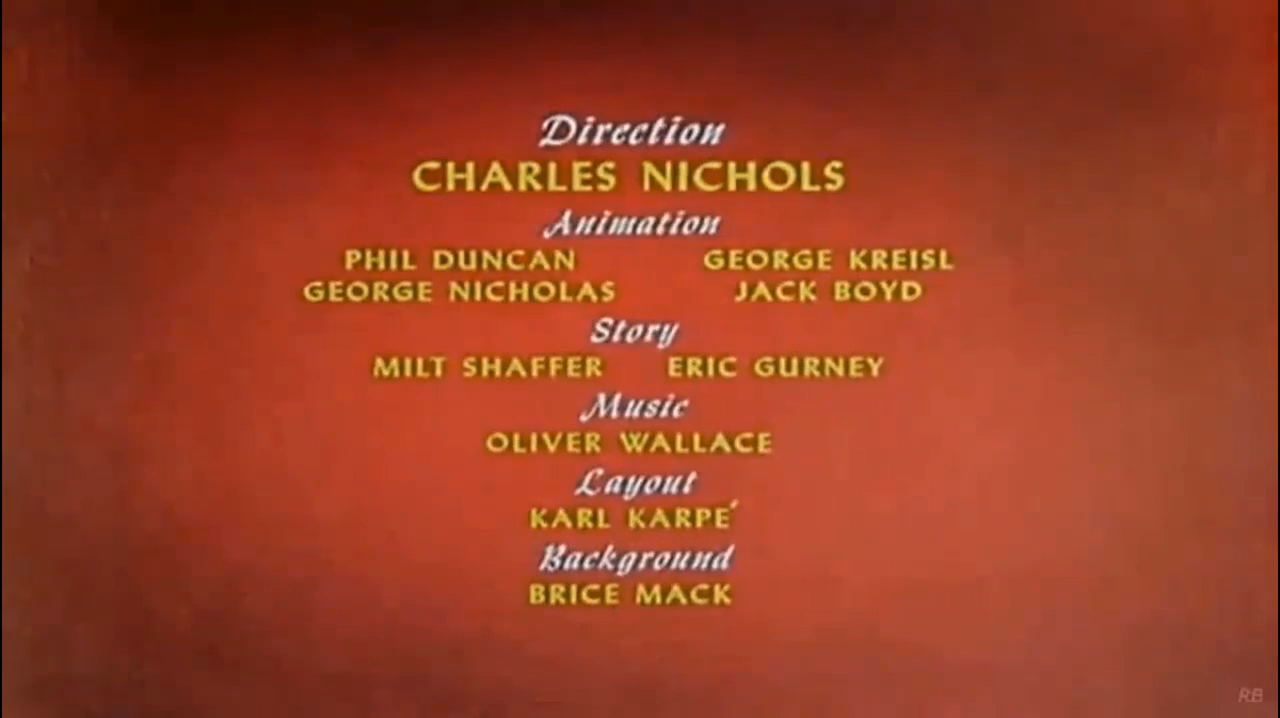 Direction
CHARLES NICHOLS
Animation
PHIL DUNCAN GEORGE KREISL
GEORGE NICHOLAS JACK BOYD
Story
MILT SHAFFER ERIC GURNEY
Music
OLIVER WALLACE
Layout
KARL KARPÉ
Background
BRICE MACK
RB